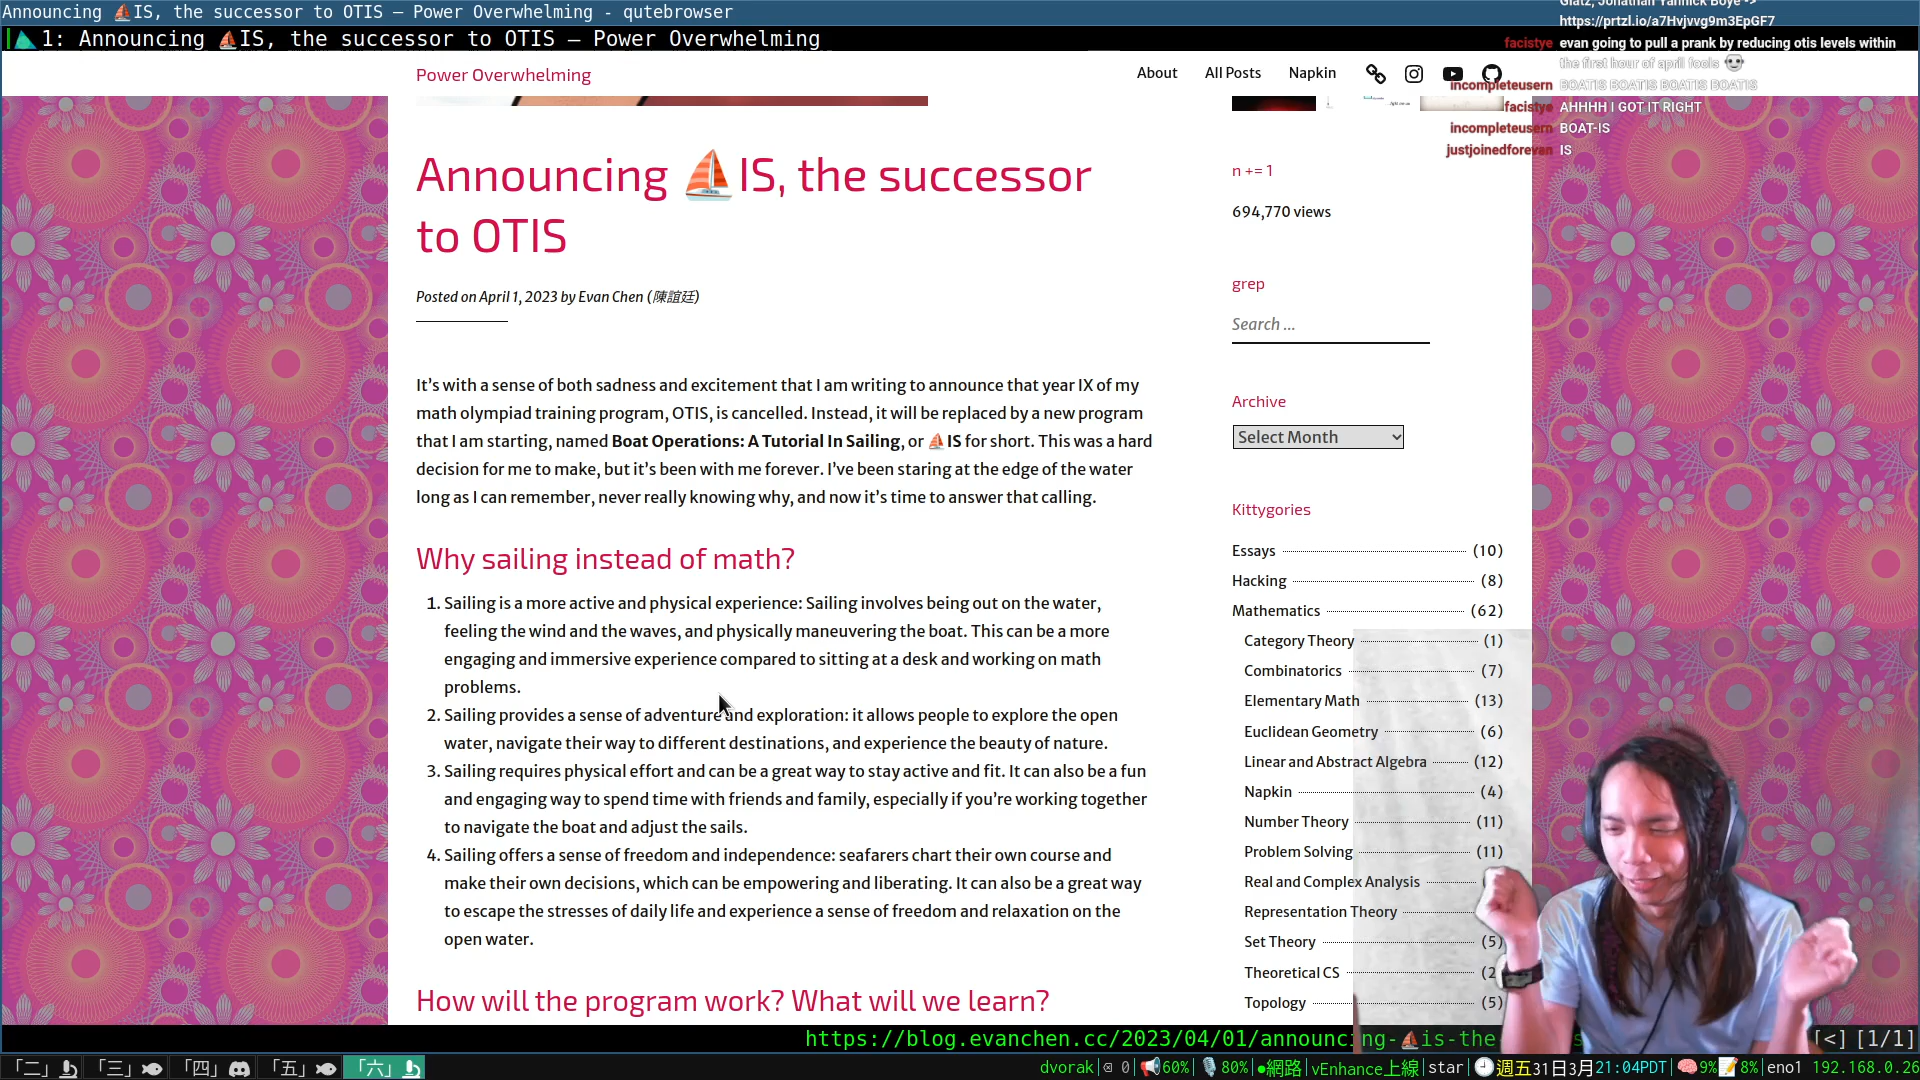 Announcing ⛵IS, the successor to OTIS – Power Overwhelming - qutebrowser
1: Announcing ⛵IS, the successor to OTIS – Power Overwhelming
Power Overwhelming
About
All Posts
Napkin
Glatz, Jonathan Yannick Boye ->
https://prtzl.io/a7Hvjvvg9m3EpGF7
facistye evan going to pull a prank by reducing otis levels within
the first hour of april fools
incompleteusern BOATIS BOATIS BOATIS BOATIS
facistye AHHHH I GOT IT RIGHT
incompleteusern BOAT-IS
justjoinedforevan IS
Announcing ⛵IS, the successor
to OTIS
Posted on April 1, 2023 by Evan Chen (陳誼廷)
It's with a sense of both sadness and excitement that I am writing to announce that year IX of my
math olympiad training program, OTIS, is cancelled. Instead, it will be replaced by a new program
that I am starting, named Boat Operations: A Tutorial In Sailing, or ⛵IS for short. This was a hard
decision for me to make, but it's been with me forever. I've been staring at the edge of the water
long as I can remember, never really knowing why, and now it's time to answer that calling.
Why sailing instead of math?
1. Sailing is a more active and physical experience: Sailing involves being out on the water,
feeling the wind and the waves, and physically maneuvering the boat. This can be a more
engaging and immersive experience compared to sitting at a desk and working on math
problems.
2. Sailing provides a sense of adventure and exploration: it allows people to explore the open
water, navigate their way to different destinations, and experience the beauty of nature.
3. Sailing requires physical effort and can be a great way to stay active and fit. It can also be a fun
and engaging way to spend time with friends and family, especially if you're working together
to navigate the boat and adjust the sails.
4. Sailing offers a sense of freedom and independence: seafarers chart their own course and
make their own decisions, which can be empowering and liberating. It can also be a great way
to escape the stresses of daily life and experience a sense of freedom and relaxation on the
open water.
How will the program work? What will we learn?
n += 1
694,770 views
grep
Search ...
Archive
Select Month
Kittygories
Essays (10)
Hacking (8)
Mathematics (62)
Category Theory (1)
Combinatorics (7)
Elementary Math (13)
Euclidean Geometry (6)
Linear and Abstract Algebra (12)
Napkin (4)
Number Theory (11)
Problem Solving (11)
Real and Complex Analysis
Representation Theory
Set Theory (5)
Theoretical CS (2
Topology (5)
https://blog.evanchen.cc/2023/04/01/announcing-⛵is-the-
[<] [1/1]
「二」 「三」 「四」 「五」 「六」
dvorak| 0 |60%|80%|●網路|vEnhance上線|star|週五31日3月21:04PDT|9%8%|eno1 192.168.0.26